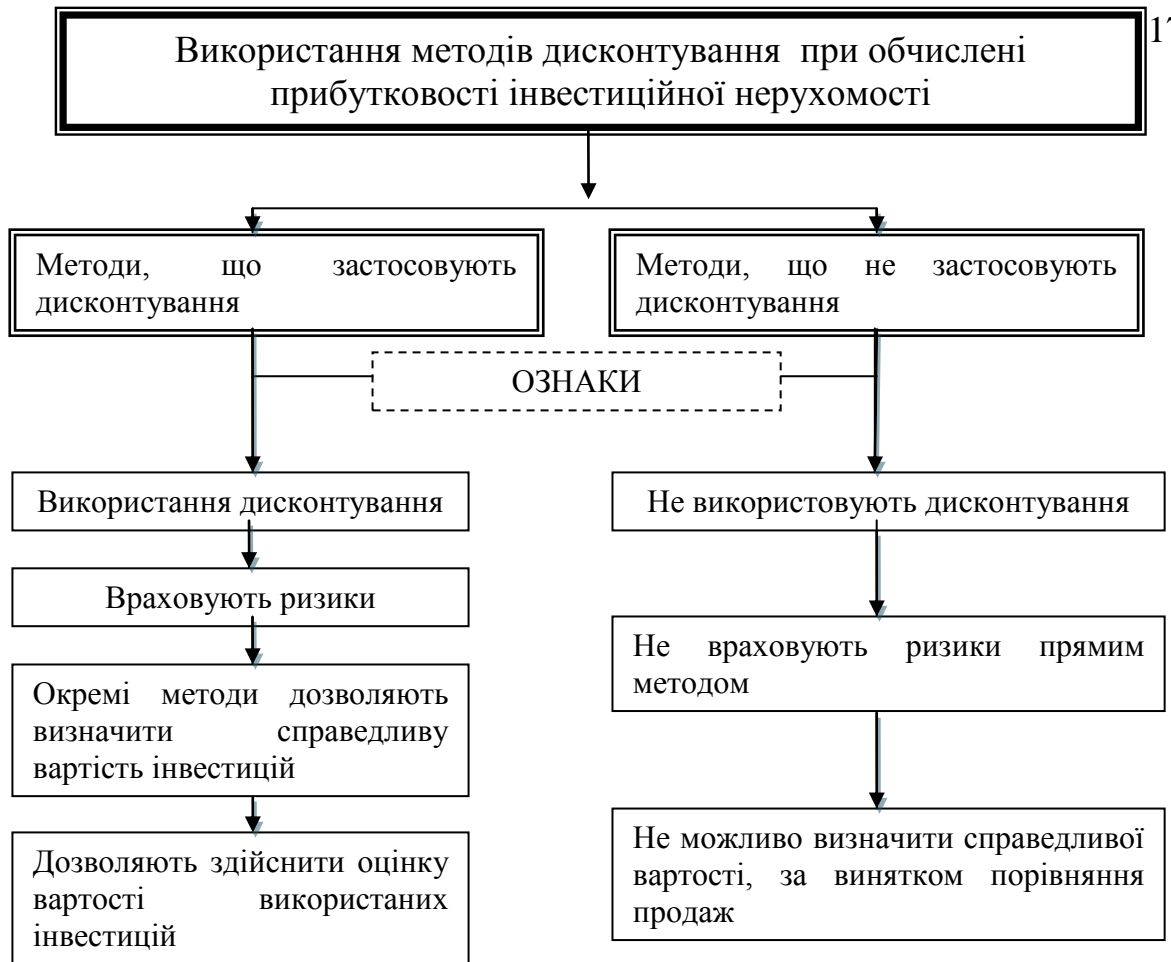 Використання методів дисконтування при обчислені
прибутковості інвестиційної нерухомості
Методи, що застосовують
дисконтування
Методи, що не застосовують
дисконтування
ОЗНАКИ
Використання дисконтування
Враховують ризики
Окремі методи дозволяють
визначити справедливу
вартість інвестицій
Дозволяють здійснити оцінку
вартості використаних
інвестицій
Не використовують дисконтування
Не враховують ризики прямим
методом
Не можливо визначити справедливої
вартості, за винятком порівняння
продаж